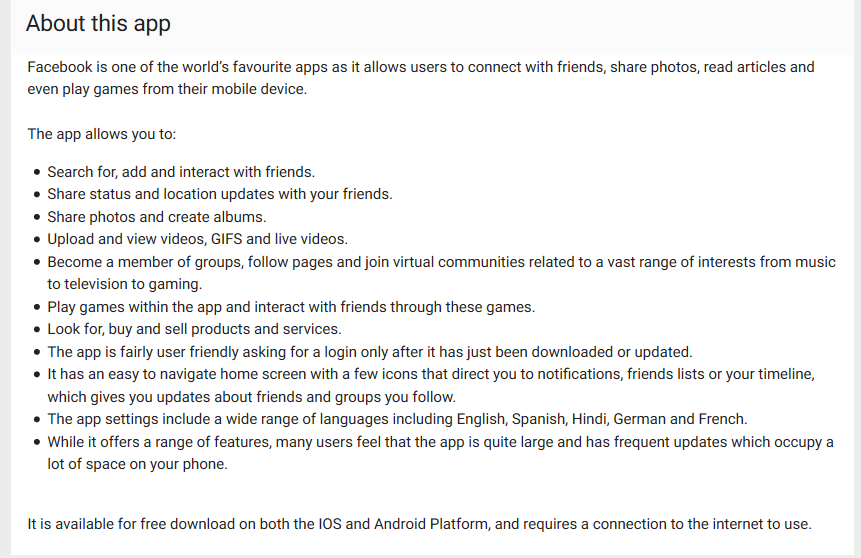 About this app
Facebook is one of the world's favourite apps as it allows users to connect with friends, share photos, read articles and
even play games from their mobile device.
The app allows you to:
• Search for, add and interact with friends.
• Share status and location updates with your friends.
• Share photos and create albums.
• Upload and view videos, GIFS and live videos.
• Become a member of groups, follow pages and join virtual communities related to a vast range of interests from music
to television to gaming.
• Play games within the app and interact with friends through these games.
• Look for, buy and sell products and services.
• The app is fairly user friendly asking for a login only after it has just been downloaded or updated.
• It has an easy to navigate home screen with a few icons that direct you to notifications, friends lists or your timeline,
which gives you updates about friends and groups you follow.
• The app settings include a wide range of languages including English, Spanish, Hindi, German and French.
• While it offers a range of features, many users feel that the app is quite large and has frequent updates which occupy a
lot of space on your phone.
It is available for free download on both the IOS and Android Platform, and requires a connection to the internet to use.